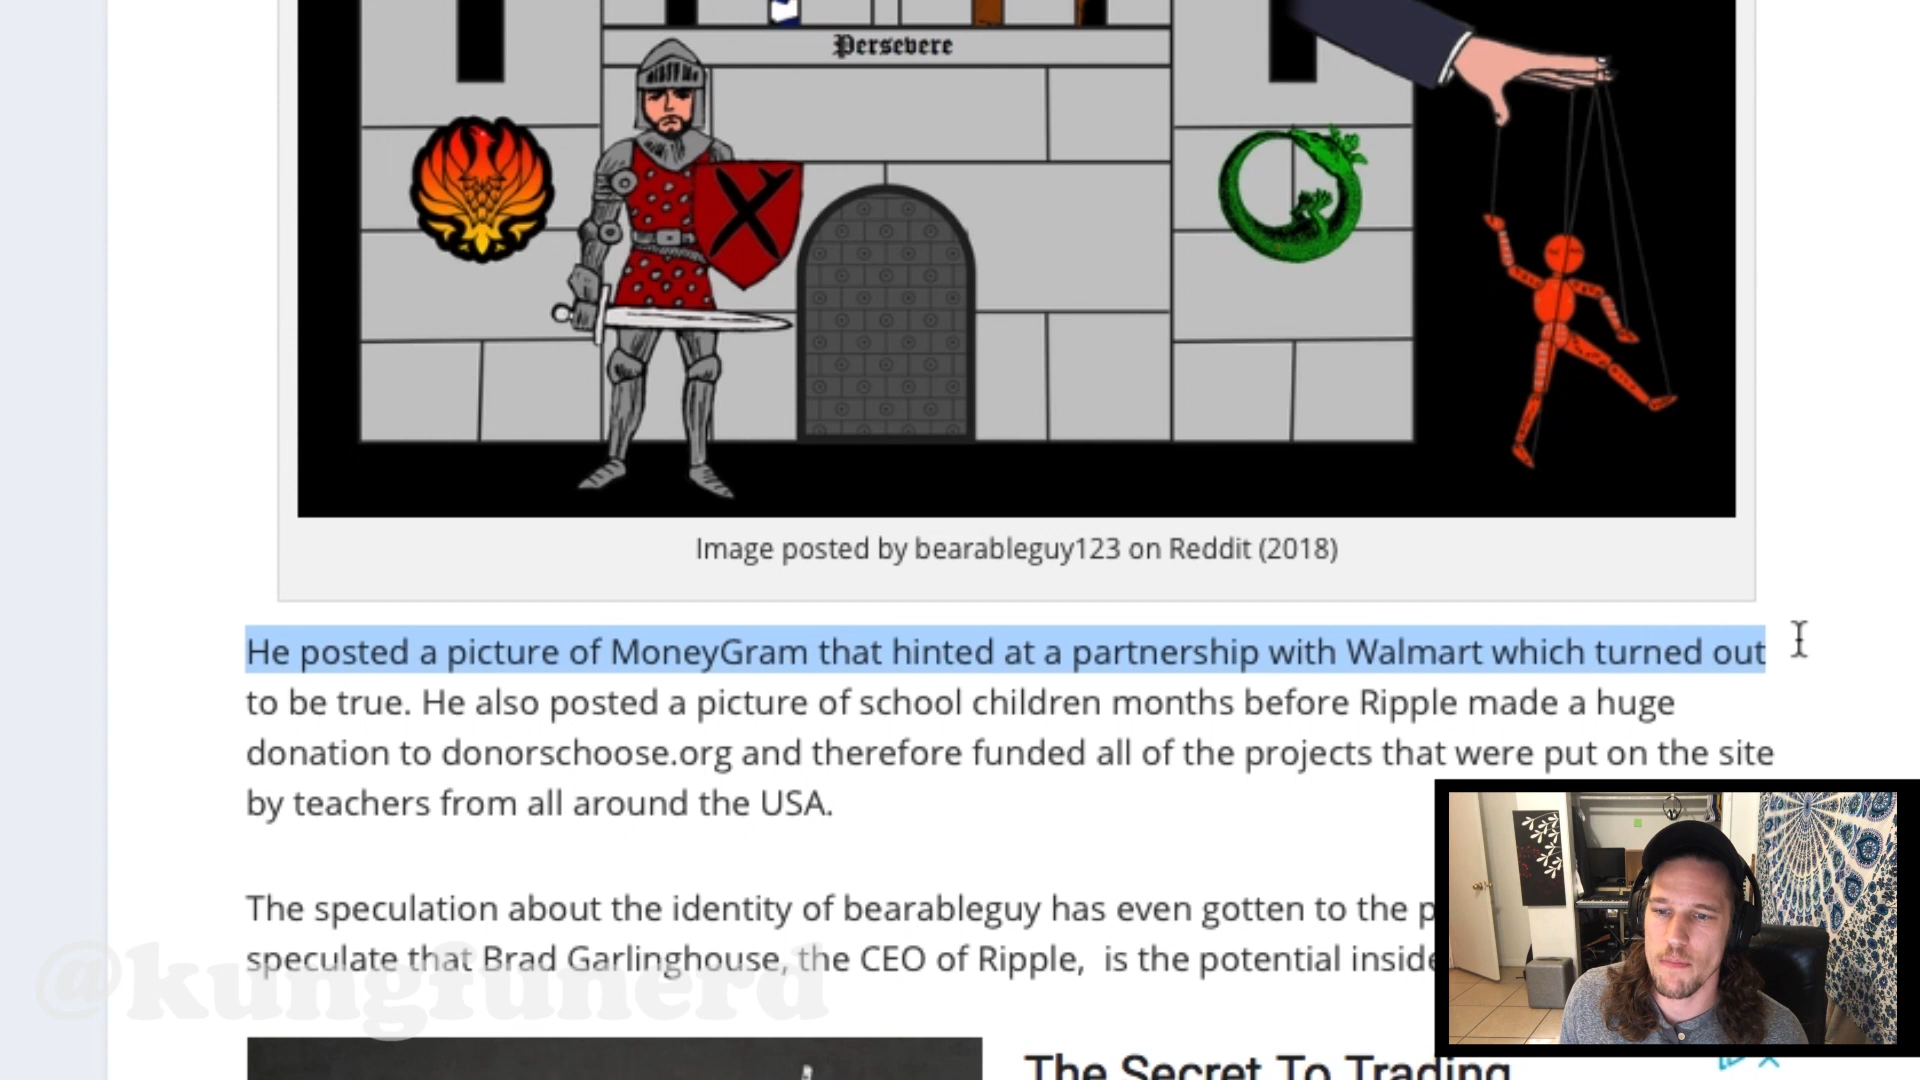 Persevere
Image posted by bearableguy123 on Reddit (2018)
He posted a picture of MoneyGram that hinted at a partnership with Walmart which turned out
to be true. He also posted a picture of school children months before Ripple made a huge
donation to donorschoose.org and therefore funded all of the projects that were put on the site
by teachers from all around the USA.
The speculation about the identity of bearableguy has even gotten to the p
speculate that Brad Garlinghouse, the CEO of Ripple, is the potential inside
@kungfunerd
The Secret To Trading